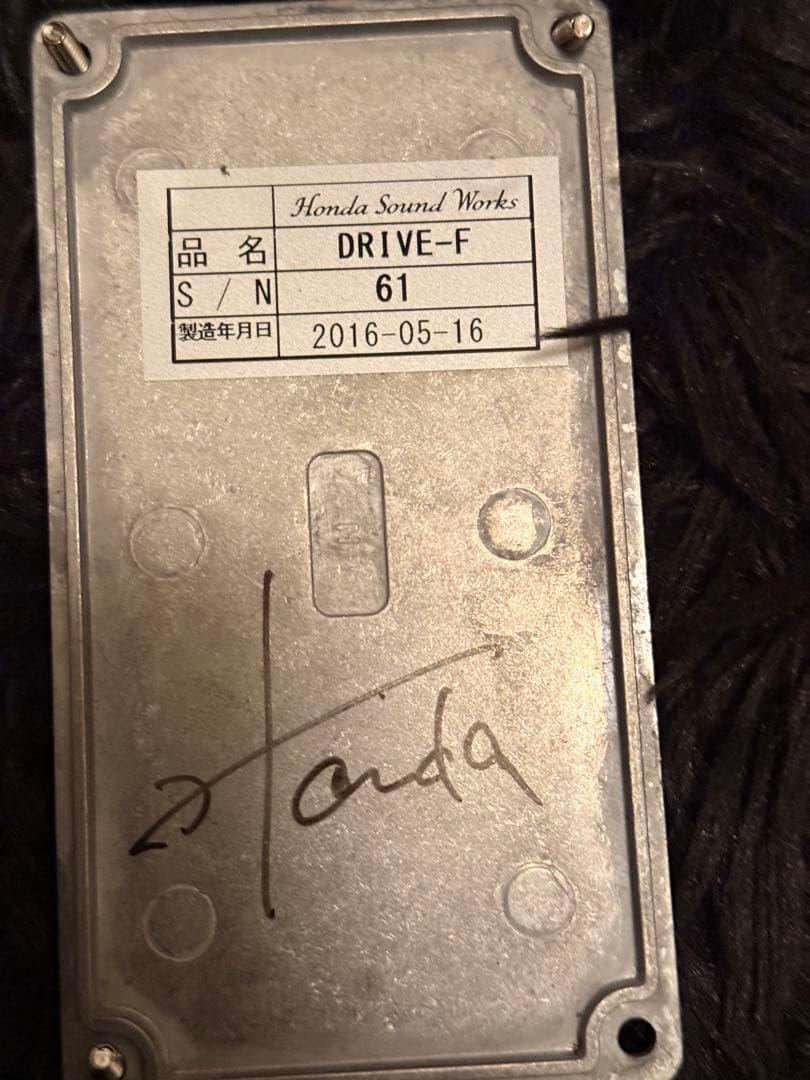 Honda Sound Works
品 名 DRIVE-F
S / N 61
製造年月日 2016-05-16
Honda